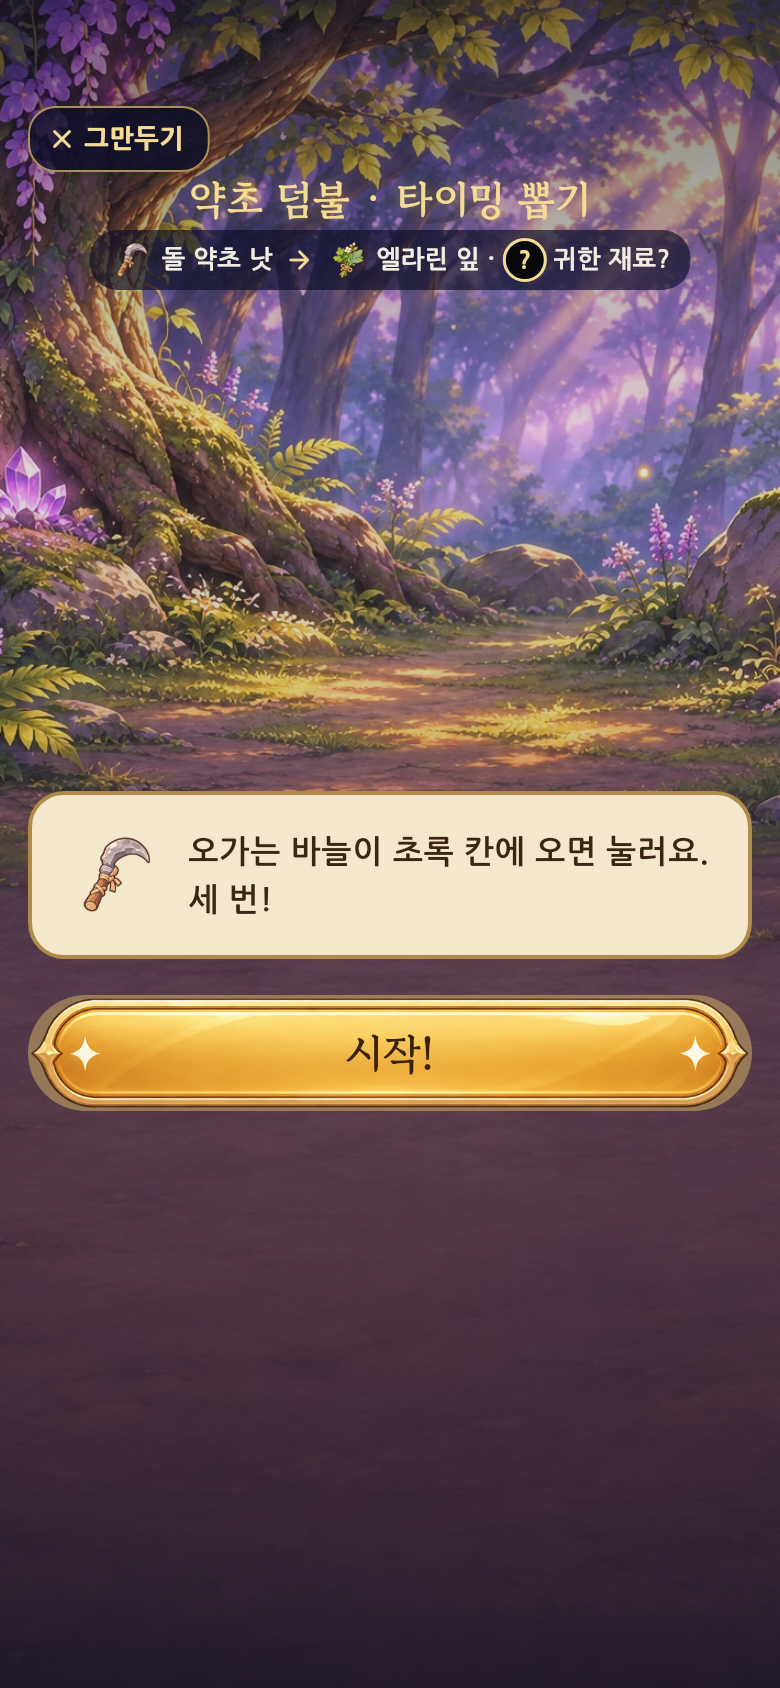 × 그만두기
약초 덤불 · 타이밍 뽑기
돌 약초 낫 → 엘라린 잎 · ? 귀한 재료?
오가는 바늘이 초록 칸에 오면 눌러요.
세 번!
시작!